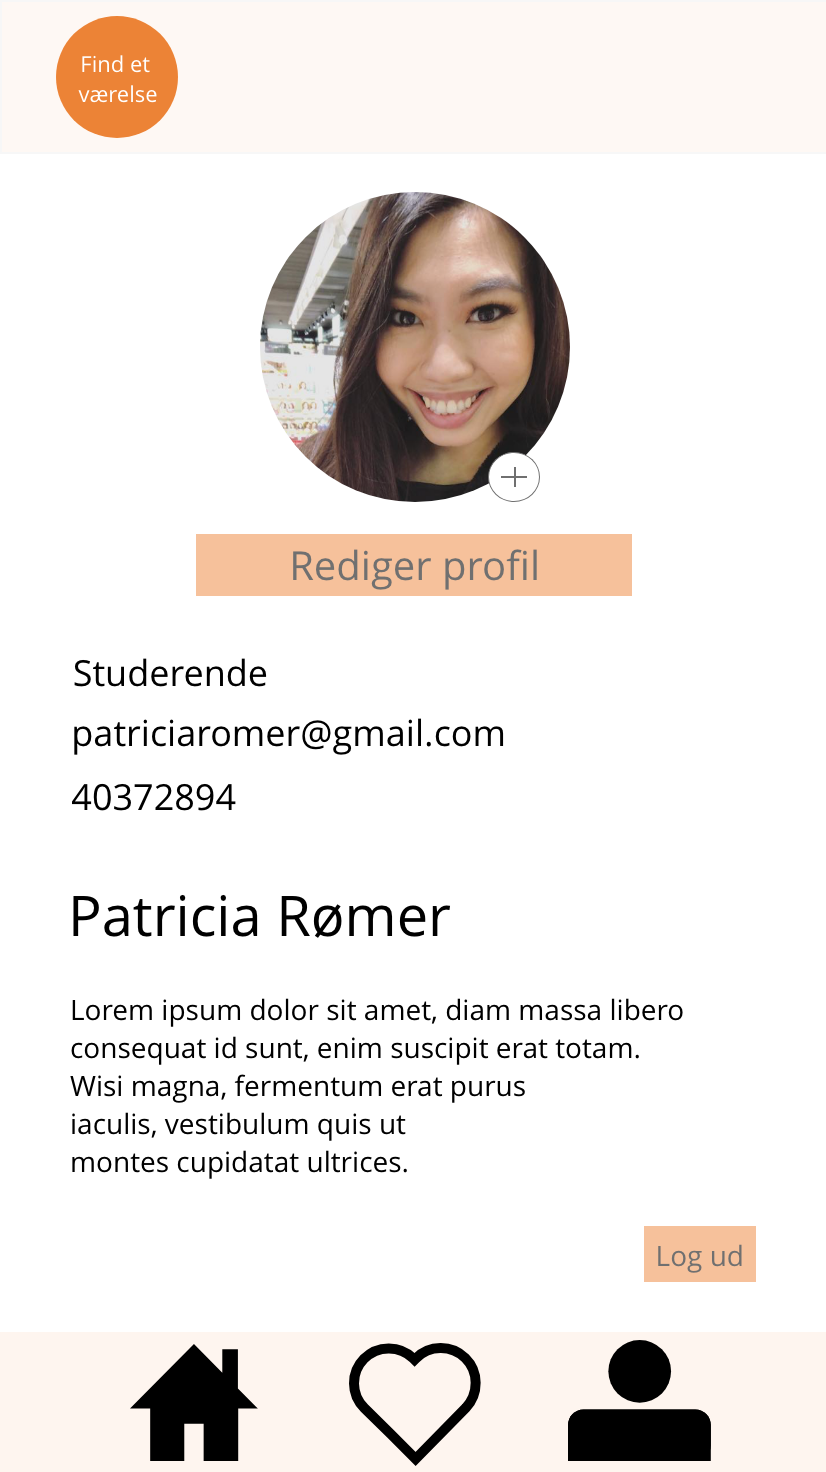 Find et
værelse
Rediger profil
Studerende
patriciaromer@gmail.com
40372894
Patricia Rømer
Lorem ipsum dolor sit amet, diam massa libero
consequat id sunt, enim suscipit erat totam.
Wisi magna, fermentum erat purus
iaculis, vestibulum quis ut
montes cupidatat ultrices.
Log ud